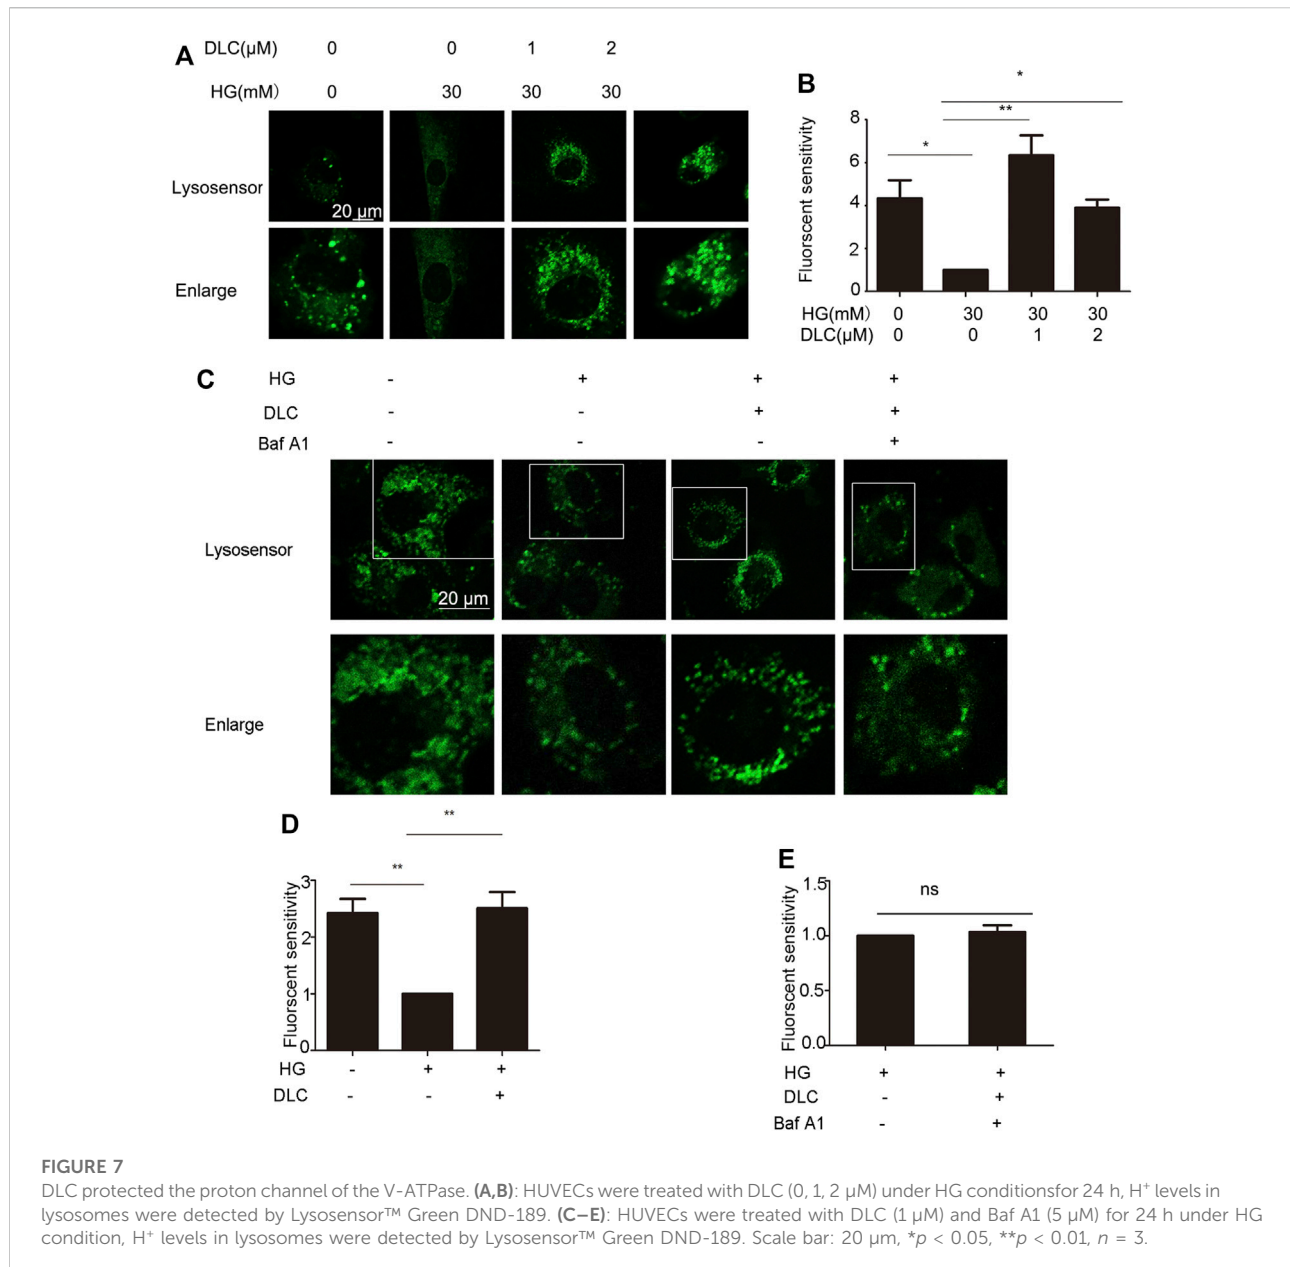 A
DLC(µM) 0 0 1 2
HG(mM) 0 30 30 30
Lysosensor
20 µm
Enlarge
B
*
**
*
Fluorscent sensitivity
8
6
4
2
0
HG(mM) 0 30 30 30
DLC(µM) 0 0 1 2
C
HG - + + +
DLC - - + +
Baf A1 - - - +
Lysosensor
20 µm
Enlarge
D
**
**
Fluorscent sensitivity
3
2
1
0
HG - + +
DLC - - +
E
ns
Fluorscent sensitivity
1.5
1.0
0.5
0.0
HG + +
DLC - +
Baf A1 - +
FIGURE 7
DLC protected the proton channel of the V-ATPase. (A,B): HUVECs were treated with DLC (0, 1, 2 µM) under HG conditionsfor 24 h, H⁺ levels in
lysosomes were detected by Lysosensor™ Green DND-189. (C–E): HUVECs were treated with DLC (1 µM) and Baf A1 (5 µM) for 24 h under HG
condition, H⁺ levels in lysosomes were detected by Lysosensor™ Green DND-189. Scale bar: 20 µm, *p < 0.05, **p < 0.01, n = 3.